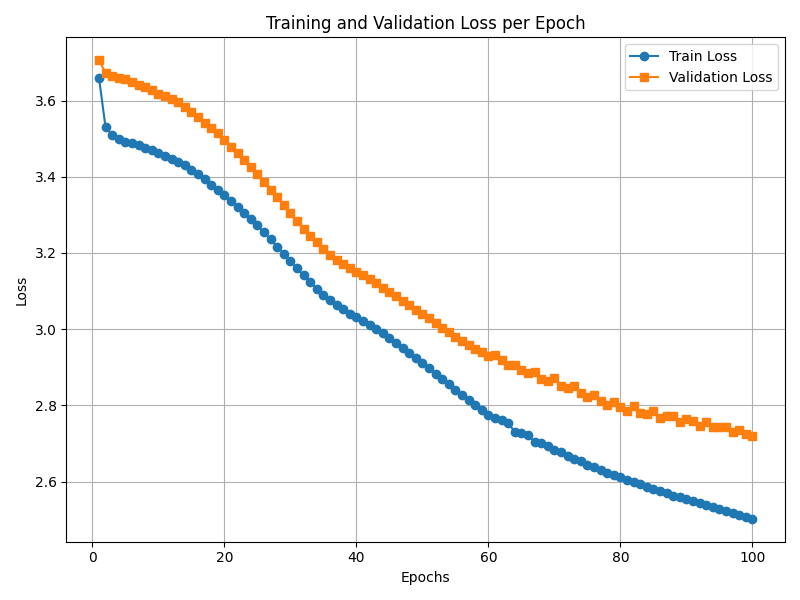 Training and Validation Loss per Epoch
Train Loss
Validation Loss
Loss
3.6
3.4
3.2
3.0
2.8
2.6
0 20 40 60 80 100
Epochs